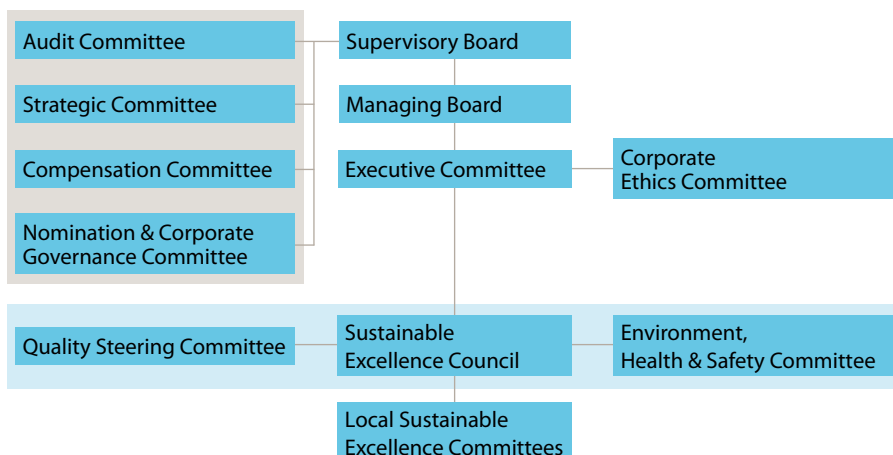 Audit Committee
Supervisory Board
Strategic Committee
Managing Board
Compensation Committee
Executive Committee
Corporate
Ethics Committee
Nomination & Corporate
Governance Committee
Quality Steering Committee
Sustainable
Excellence Council
Environment,
Health & Safety Committee
Local Sustainable
Excellence Committees